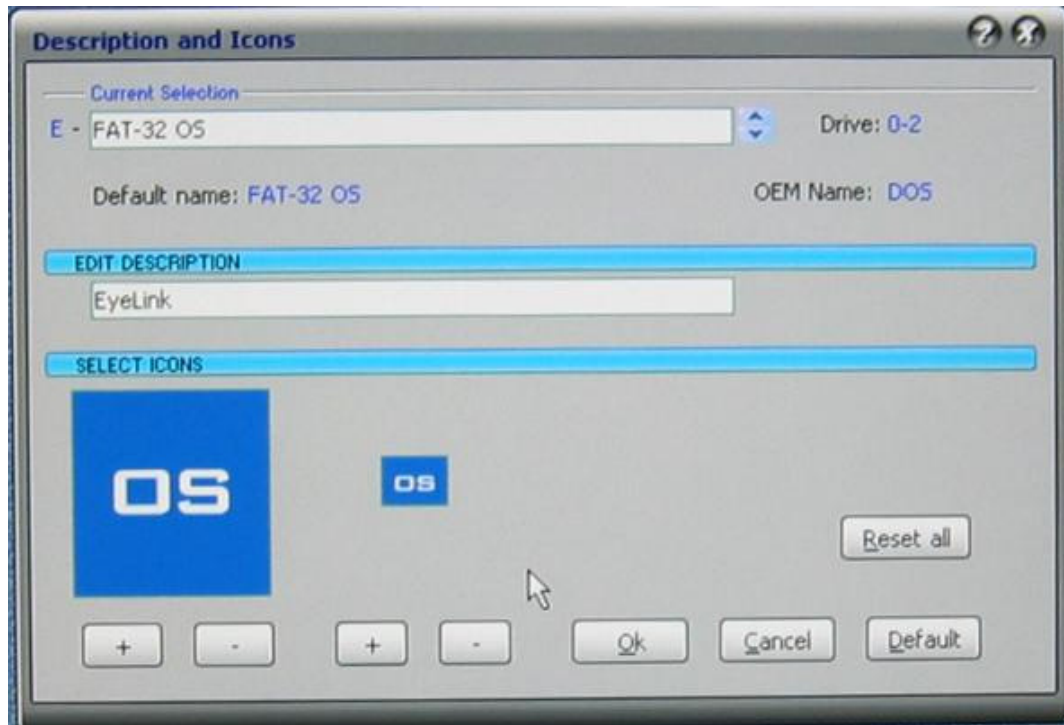 Description and Icons
Current Selection
E - FAT-32 OS Drive: 0-2
Default name: FAT-32 OS OEM Name: DOS
EDIT DESCRIPTION
EyeLink
SELECT ICONS
OS OS
Reset all
+ - + - Ok Cancel Default